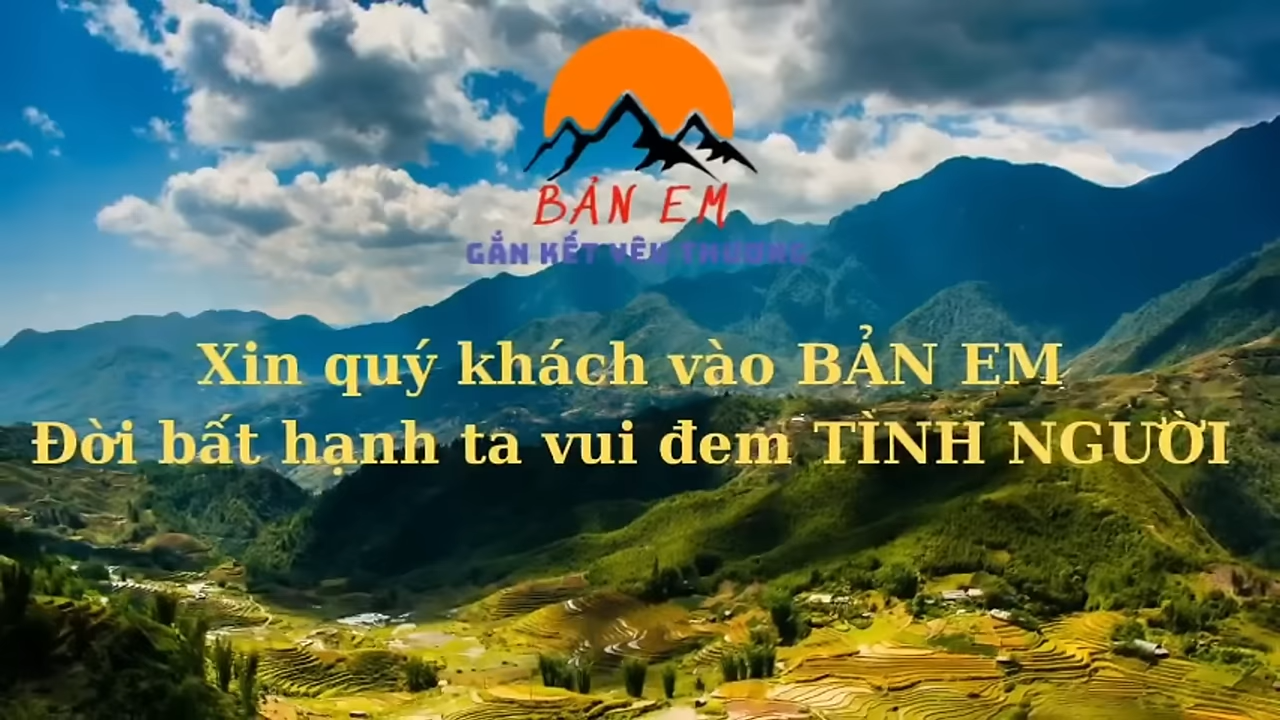 BẢN EM
GẮN KẾT YÊU THƯƠNG
Xin quý khách vào BẢN EM
Đời bất hạnh ta vui đem TÌNH NGƯỜI